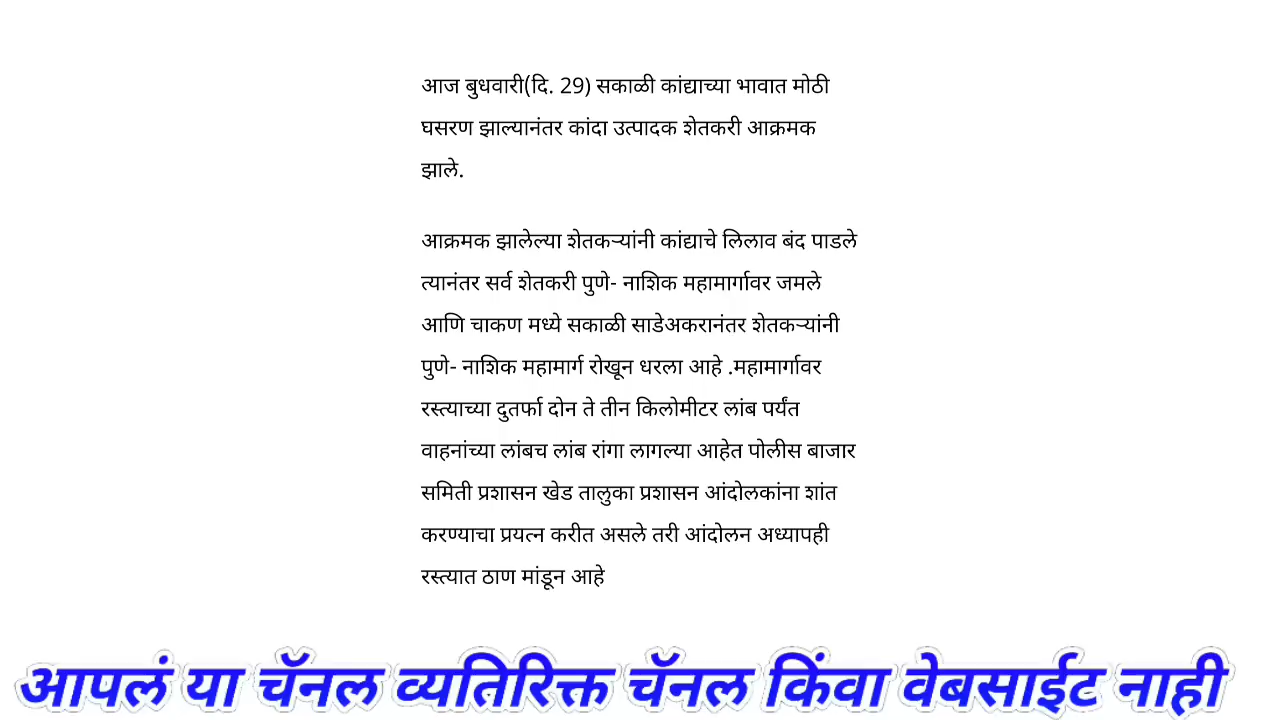 आज बुधवारी(दि. 29) सकाळी कांद्याच्या भावात मोठी
घसरण झाल्यानंतर कांदा उत्पादक शेतकरी आक्रमक
झाले.
आक्रमक झालेल्या शेतकऱ्यांनी कांद्याचे लिलाव बंद पाडले
त्यानंतर सर्व शेतकरी पुणे- नाशिक महामार्गावर जमले
आणि चाकण मध्ये सकाळी साडेअकरानंतर शेतकऱ्यांनी
पुणे- नाशिक महामार्ग रोखून धरला आहे .महामार्गावर
रस्त्याच्या दुतर्फा दोन ते तीन किलोमीटर लांब पर्यंत
वाहनांच्या लांबच लांब रांगा लागल्या आहेत पोलीस बाजार
समिती प्रशासन खेड तालुका प्रशासन आंदोलकांना शांत
करण्याचा प्रयत्न करीत असले तरी आंदोलन अध्यापही
रस्त्यात ठाण मांडून आहे
आपलं या चॅनल व्यतिरिक्त चॅनल किंवा वेबसाईट नाही